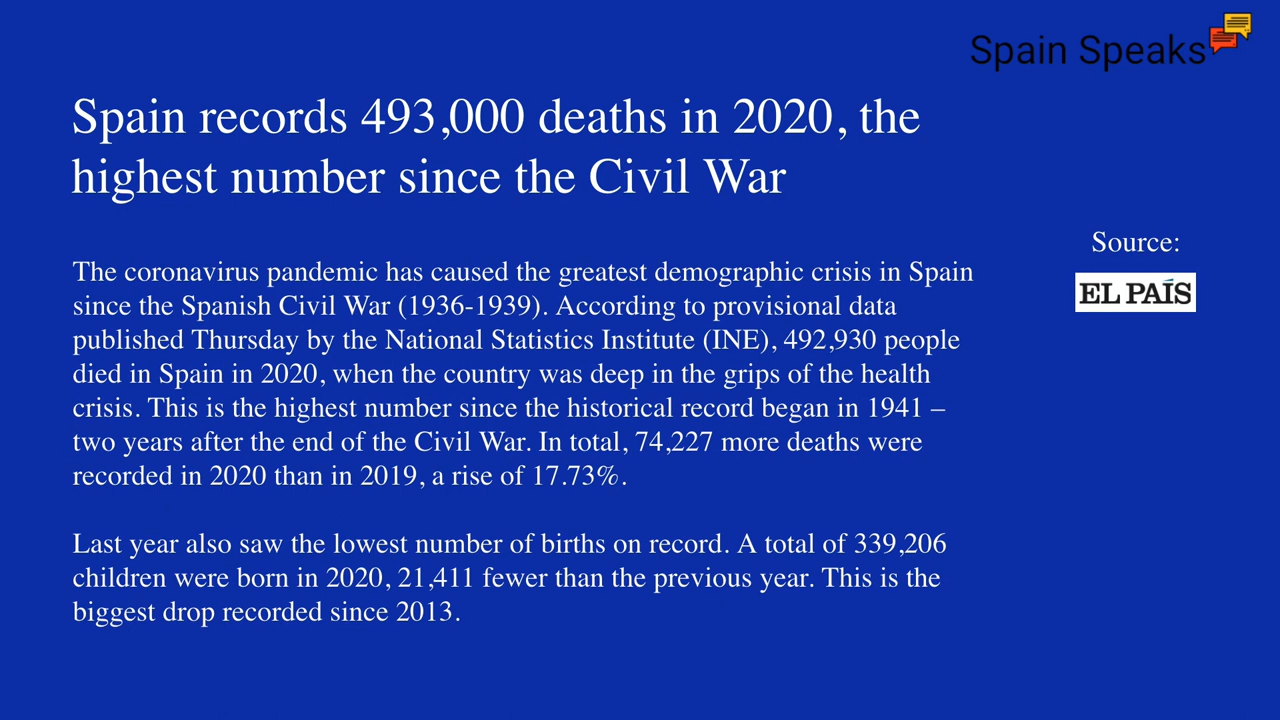 Spain Speaks
Spain records 493,000 deaths in 2020, the
highest number since the Civil War
Source:
EL PAÍS
The coronavirus pandemic has caused the greatest demographic crisis in Spain
since the Spanish Civil War (1936-1939). According to provisional data
published Thursday by the National Statistics Institute (INE), 492,930 people
died in Spain in 2020, when the country was deep in the grips of the health
crisis. This is the highest number since the historical record began in 1941 –
two years after the end of the Civil War. In total, 74,227 more deaths were
recorded in 2020 than in 2019, a rise of 17.73%.
Last year also saw the lowest number of births on record. A total of 339,206
children were born in 2020, 21,411 fewer than the previous year. This is the
biggest drop recorded since 2013.